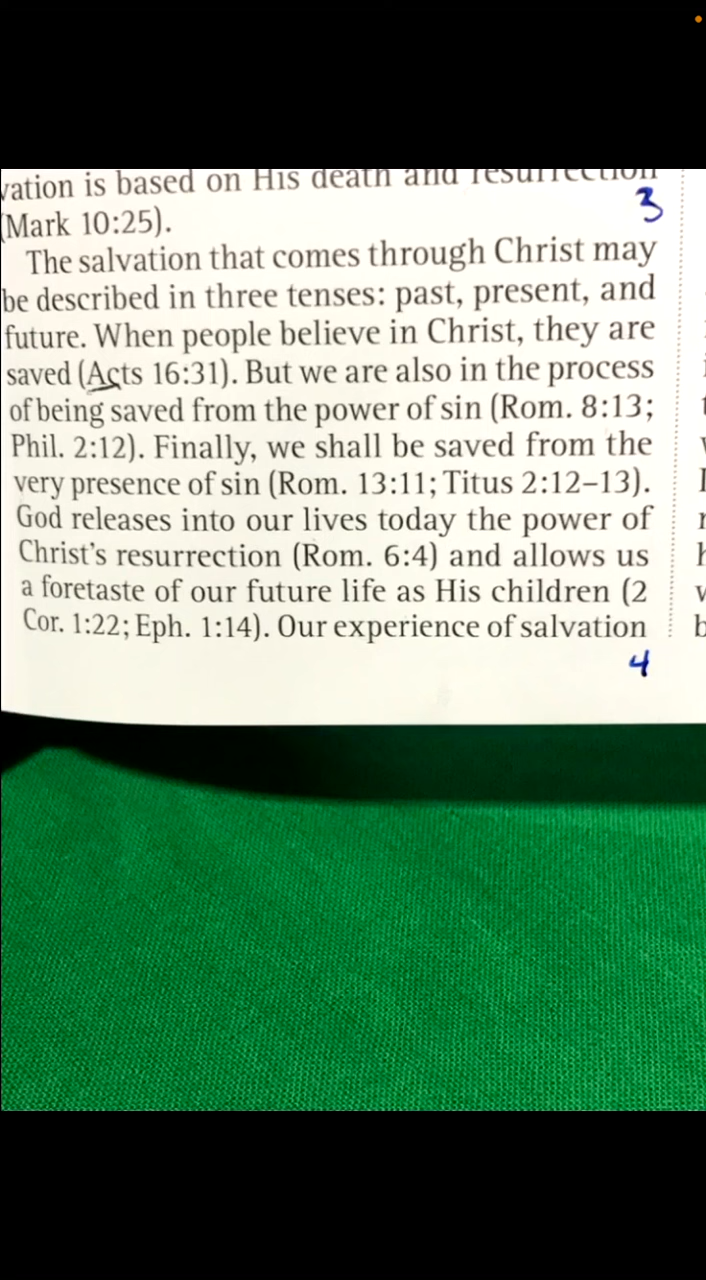 vation is based on His death and resurrection
3
(Mark 10:25).
The salvation that comes through Christ may
be described in three tenses: past, present, and
future. When people believe in Christ, they are
saved (Acts 16:31). But we are also in the process
of being saved from the power of sin (Rom. 8:13;
Phil. 2:12). Finally, we shall be saved from the
very presence of sin (Rom. 13:11; Titus 2:12–13).
God releases into our lives today the power of
Christ's resurrection (Rom. 6:4) and allows us
a foretaste of our future life as His children (2
Cor. 1:22; Eph. 1:14). Our experience of salvation
4